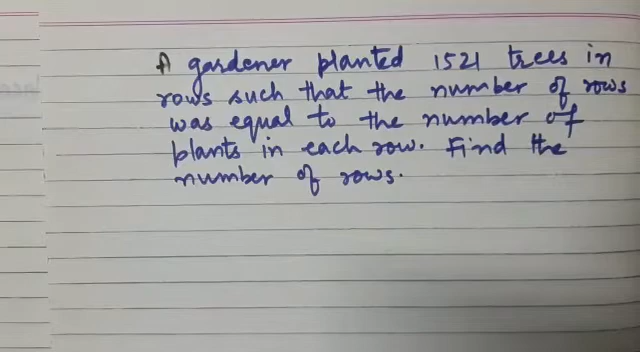 A gardener planted 1521 trees in
rows such that the number of rows
was equal to the number of
plants in each row. Find the
number of rows.